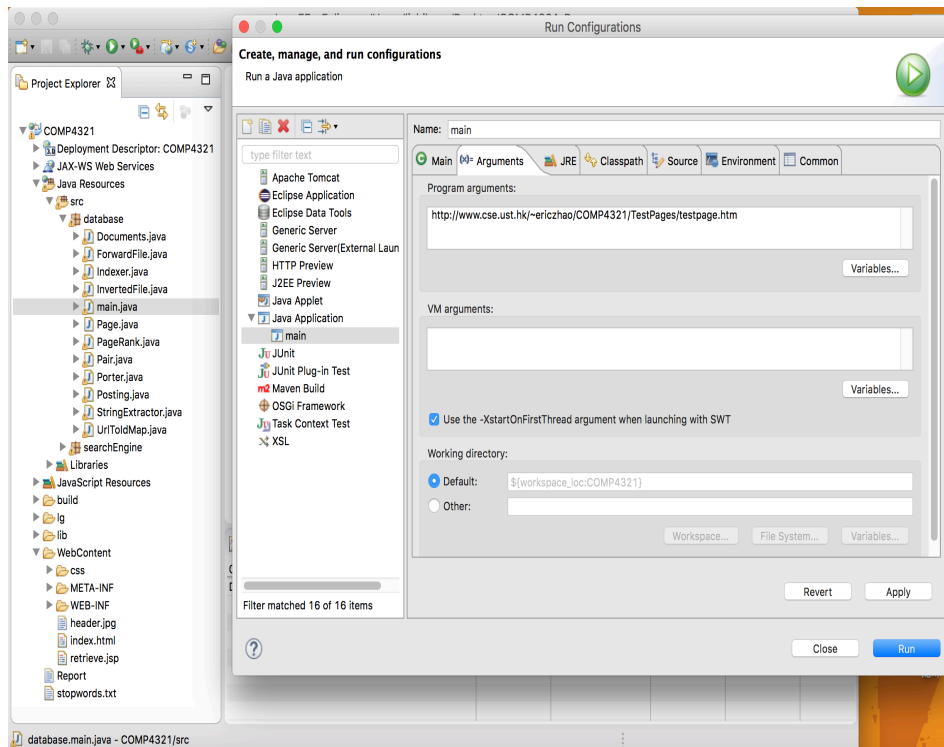 Run Configurations
Create, manage, and run configurations
Run a Java application
Project Explorer
COMP4321
Deployment Descriptor: COMP4321
JAX-WS Web Services
Java Resources
src
database
Documents.java
ForwardFile.java
Indexer.java
InvertedFile.java
main.java
Page.java
PageRank.java
Pair.java
Porter.java
Posting.java
StringExtractor.java
UrlToIdMap.java
searchEngine
Libraries
JavaScript Resources
build
lg
lib
WebContent
css
META-INF
WEB-INF
header.jpg
index.html
retrieve.jsp
Report
stopwords.txt
database.main.java - COMP4321/src
type filter text
Apache Tomcat
Eclipse Application
Eclipse Data Tools
Generic Server
Generic Server(External Laun
HTTP Preview
J2EE Preview
Java Applet
Java Application
main
JUnit
JUnit Plug-in Test
Maven Build
OSGi Framework
Task Context Test
XSL
Filter matched 16 of 16 items
Name: main
Main (x)= Arguments JRE Classpath Source Environment Common
Program arguments:
http://www.cse.ust.hk/~ericzhao/COMP4321/TestPages/testpage.htm
Variables...
VM arguments:
Variables...
Use the -XstartOnFirstThread argument when launching with SWT
Working directory:
Default: ${workspace_loc:COMP4321}
Other:
Workspace... File System... Variables...
Revert Apply
Close Run